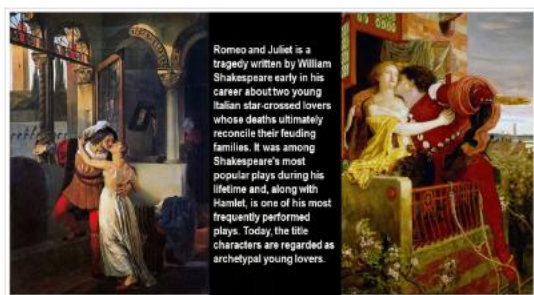 Romeo and Juliet is a
tragedy written by William
Shakespeare early in his
career about two young
Italian star-crossed lovers
whose deaths ultimately
reconcile their feuding
families. It was among
Shakespeare's most
popular plays during his
lifetime and, along with
Hamlet, is one of his most
frequently performed
plays. Today, the title
characters are regarded as
archetypal young lovers.